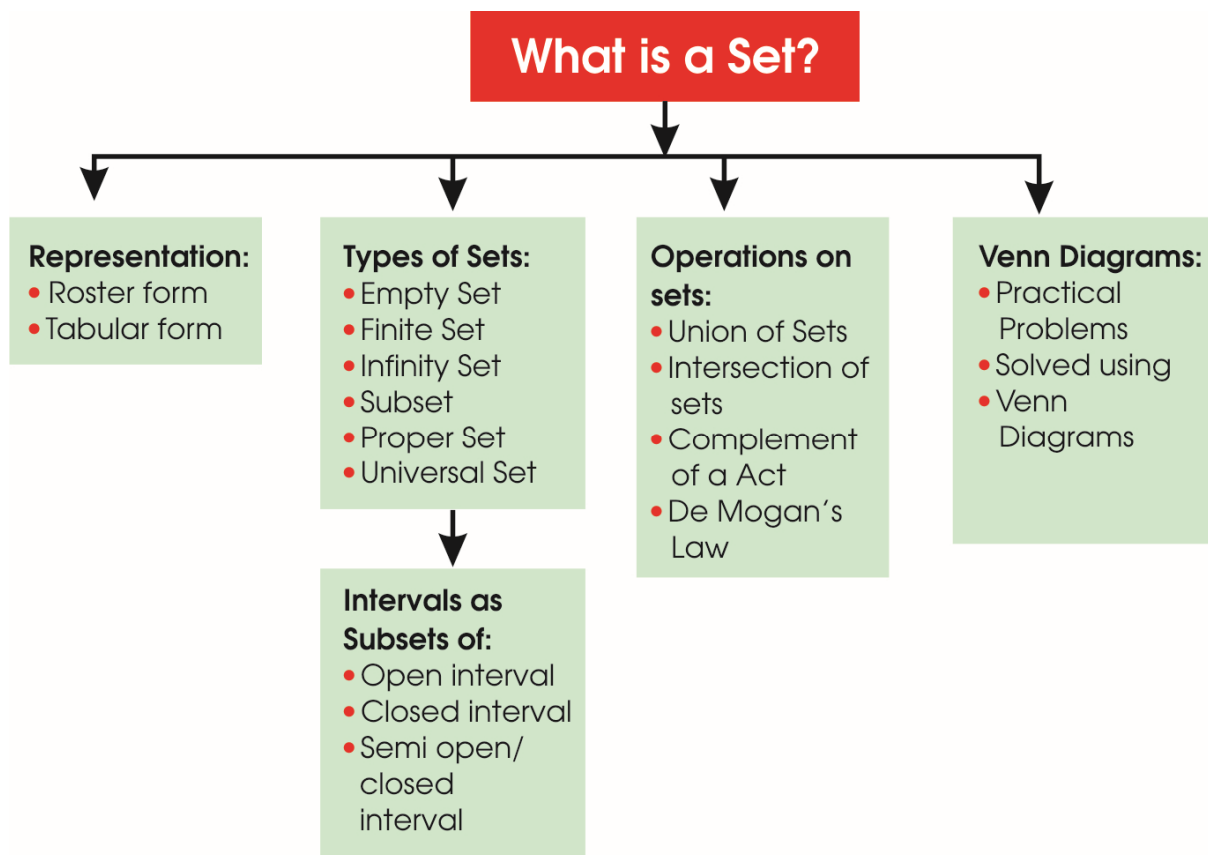 What is a Set?
Representation:
• Roster form
• Tabular form
Types of Sets:
• Empty Set
• Finite Set
• Infinity Set
• Subset
• Proper Set
• Universal Set
Operations on
sets:
• Union of Sets
• Intersection of
sets
• Complement
of a Act
• De Mogan's
Law
Venn Diagrams:
• Practical
Problems
• Solved using
• Venn
Diagrams
Intervals as
Subsets of:
• Open interval
• Closed interval
• Semi open/
closed
interval